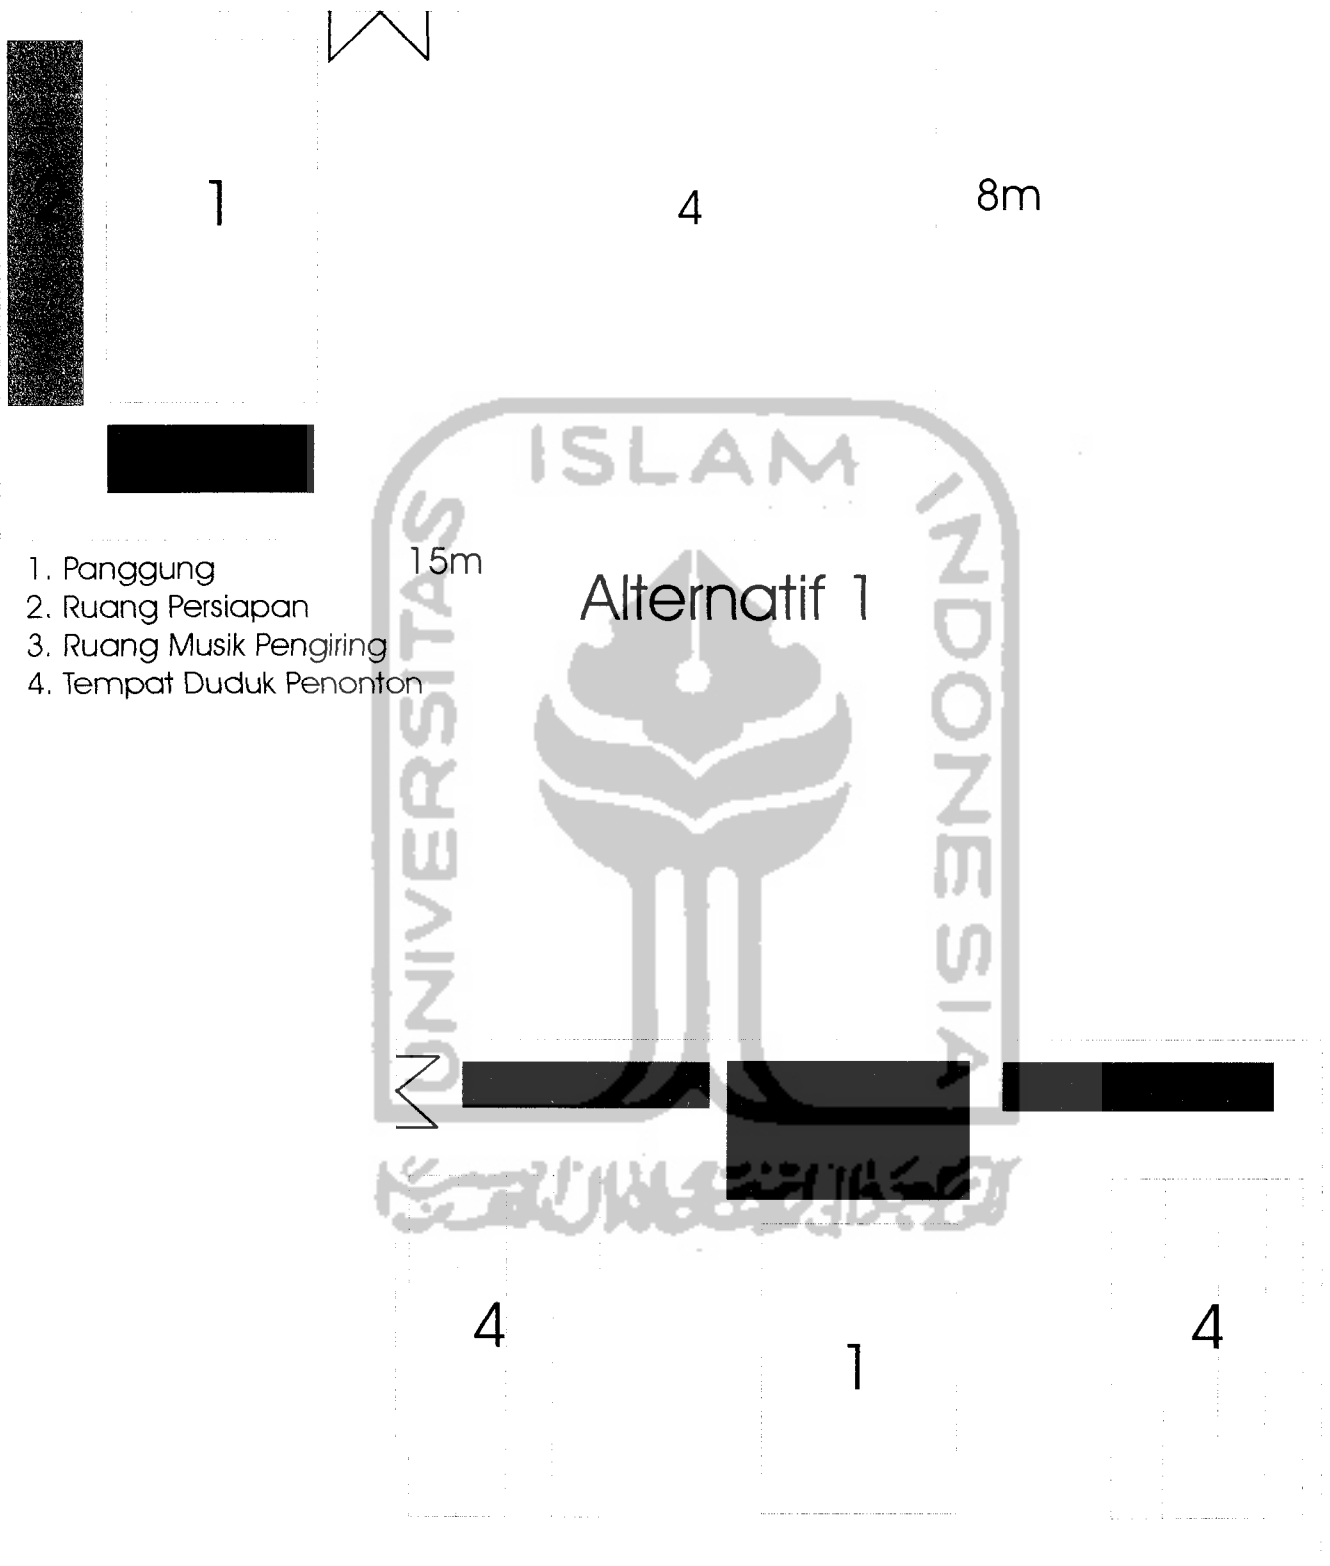 2
1
4
8m
1. Panggung
2. Ruang Persiapan
3. Ruang Musik Pengiring
4. Tempat Duduk Penonton
15m
Alternatif 1
UNIVERSITAS
ISLAM
INDONESIA
4
1
4